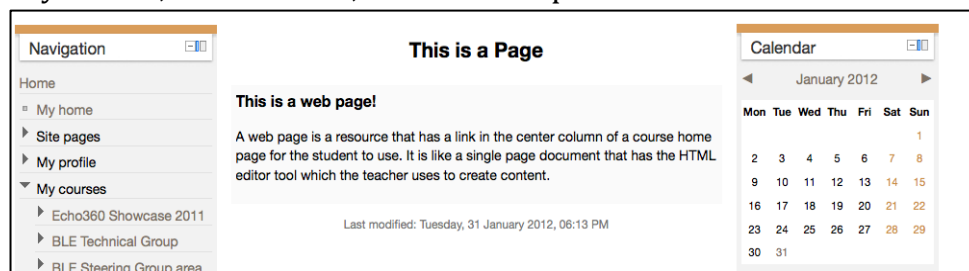 Navigation
Home
My home
Site pages
My profile
My courses
Echo360 Showcase 2011
BLE Technical Group
BLE Steering Group area
This is a Page
This is a web page!
A web page is a resource that has a link in the center column of a course home
page for the student to use. It is like a single page document that has the HTML
editor tool which the teacher uses to create content.
Last modified: Tuesday, 31 January 2012, 06:13 PM
Calendar
January 2012
Mon Tue Wed Thu Fri Sat Sun
1
2 3 4 5 6 7 8
9 10 11 12 13 14 15
16 17 18 19 20 21 22
23 24 25 26 27 28 29
30 31